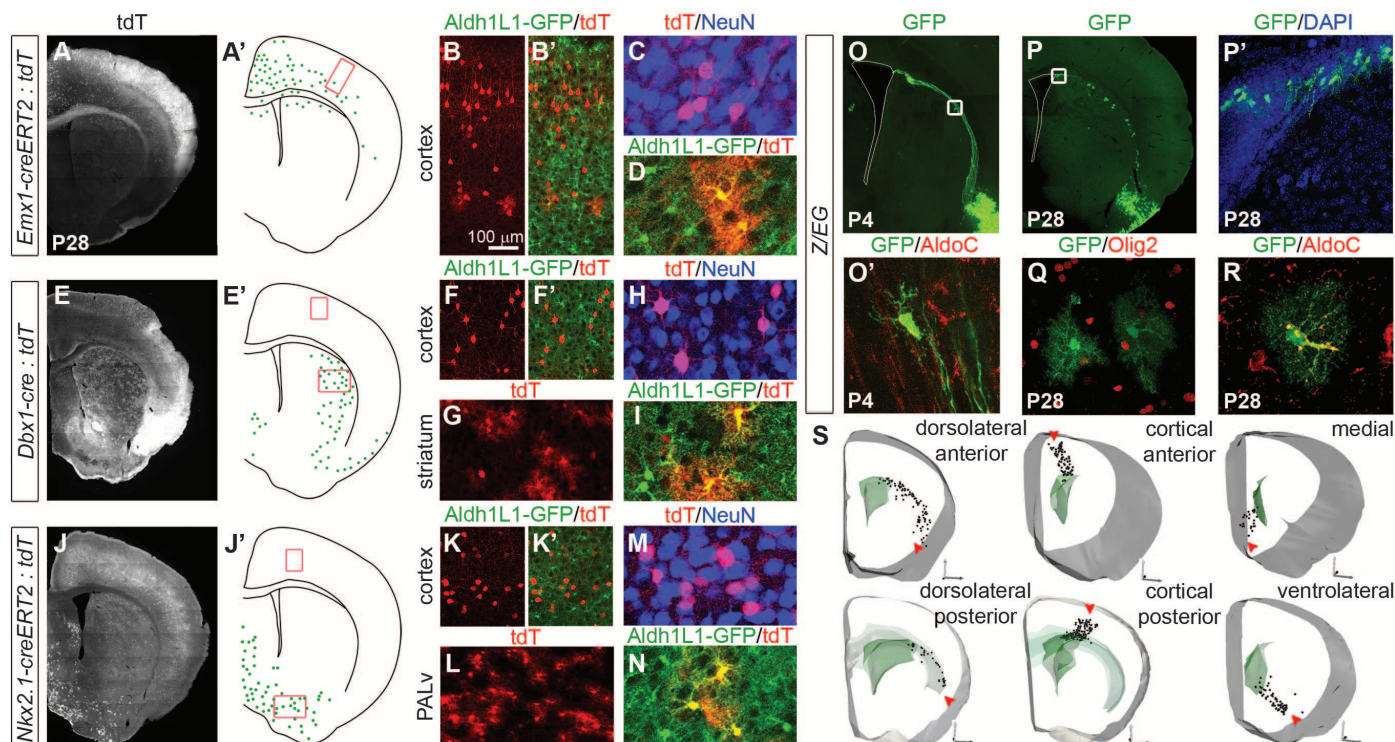 tdT
Emx1-creERT2 : tdT
A
P28
A’
Aldh1L1-GFP/tdT
cortex
B
B’
100 μm
tdT/NeuN
C
Aldh1L1-GFP/tdT
D
Dbx1-cre : tdT
E
E’
Aldh1L1-GFP/tdT
cortex
F
F’
tdT/NeuN
H
tdT
striatum
G
Aldh1L1-GFP/tdT
I
Nkx2.1-creERT2 : tdT
J
J’
Aldh1L1-GFP/tdT
cortex
K
K’
tdT/NeuN
M
tdT
PALv
L
Aldh1L1-GFP/tdT
N
Z/EG
GFP
O
P4
GFP
P
P28
GFP/DAPI
P’
P28
GFP/AldoC
O’
P4
GFP/Olig2
Q
P28
GFP/AldoC
R
P28
S
dorsolateral
anterior
cortical
anterior
medial
dorsolateral
posterior
cortical
posterior
ventrolateral